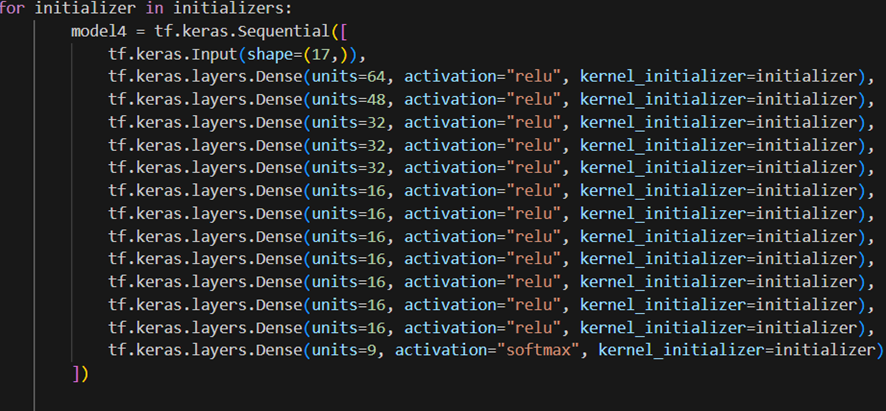 for initializer in initializers:
model4 = tf.keras.Sequential([
tf.keras.Input(shape=(17,)),
tf.keras.layers.Dense(units=64, activation="relu", kernel_initializer=initializer),
tf.keras.layers.Dense(units=48, activation="relu", kernel_initializer=initializer),
tf.keras.layers.Dense(units=32, activation="relu", kernel_initializer=initializer),
tf.keras.layers.Dense(units=32, activation="relu", kernel_initializer=initializer),
tf.keras.layers.Dense(units=32, activation="relu", kernel_initializer=initializer),
tf.keras.layers.Dense(units=16, activation="relu", kernel_initializer=initializer),
tf.keras.layers.Dense(units=16, activation="relu", kernel_initializer=initializer),
tf.keras.layers.Dense(units=16, activation="relu", kernel_initializer=initializer),
tf.keras.layers.Dense(units=16, activation="relu", kernel_initializer=initializer),
tf.keras.layers.Dense(units=16, activation="relu", kernel_initializer=initializer),
tf.keras.layers.Dense(units=16, activation="relu", kernel_initializer=initializer),
tf.keras.layers.Dense(units=16, activation="relu", kernel_initializer=initializer),
tf.keras.layers.Dense(units=9, activation="softmax", kernel_initializer=initializer)
])